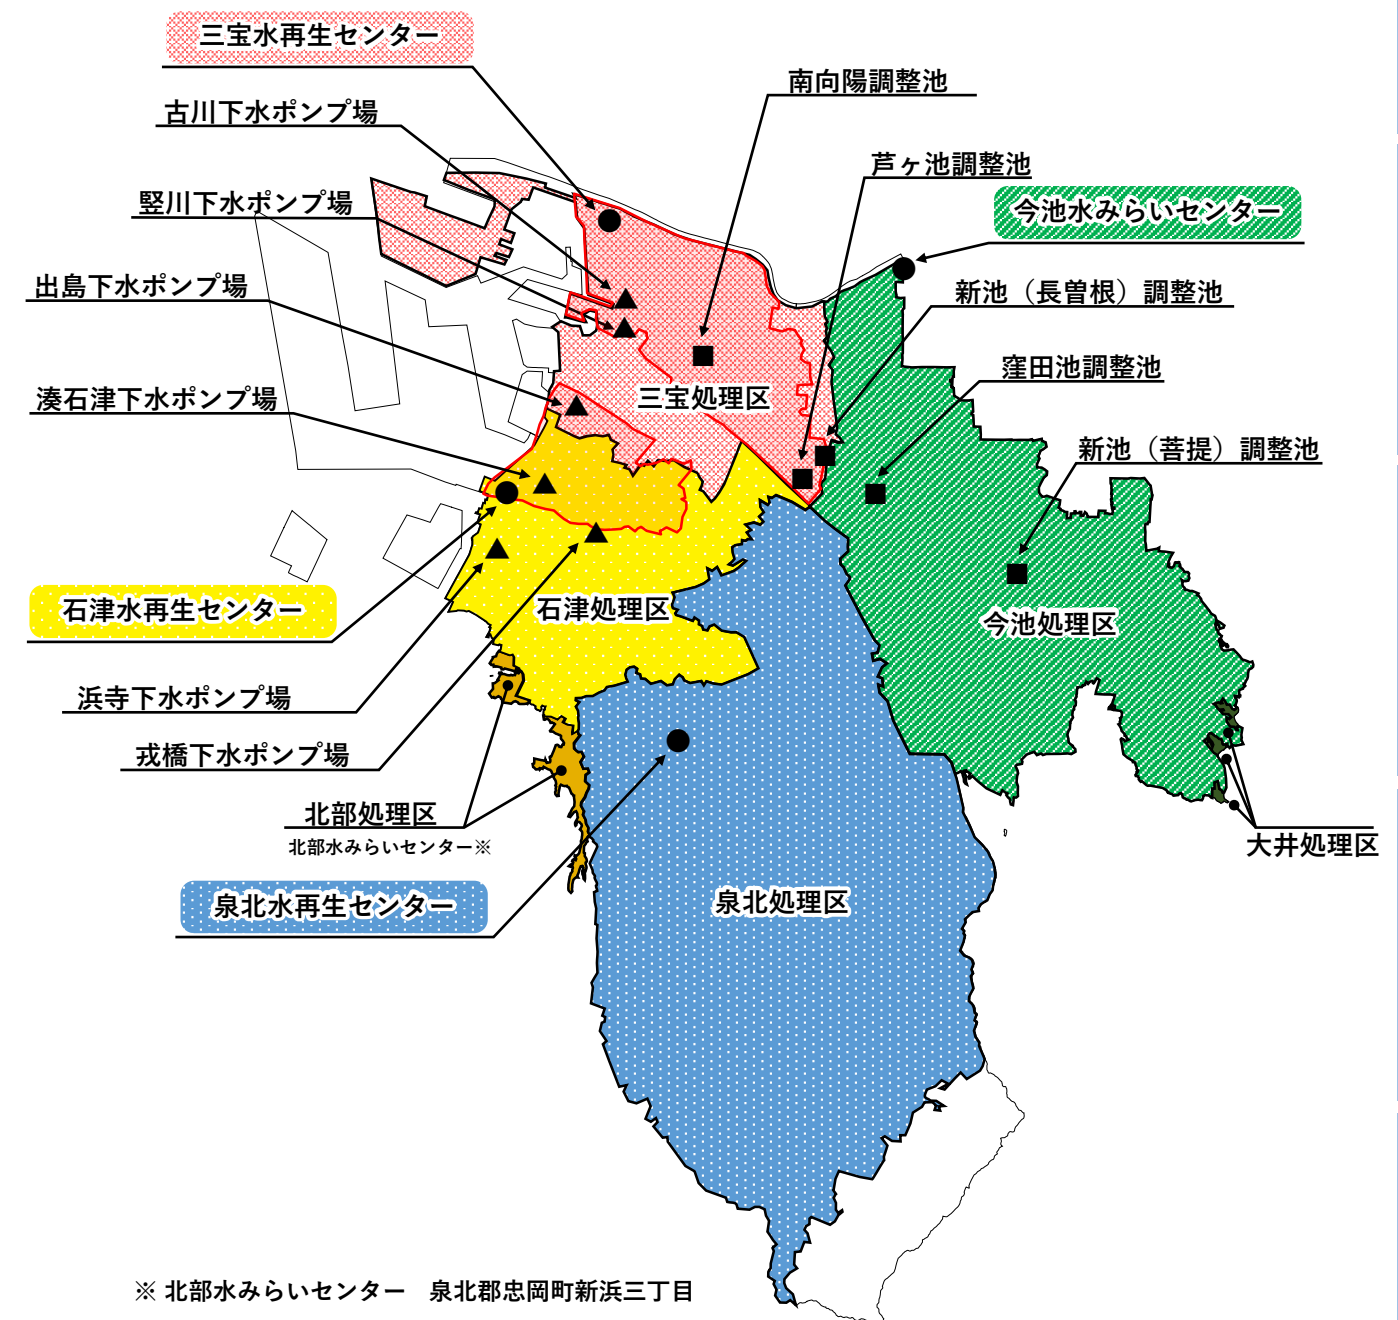 三宝水再生センター
南向陽調整池
古川下水ポンプ場
芦ヶ池調整池
竪川下水ポンプ場
今池水みらいセンター
出島下水ポンプ場
新池（長曽根）調整池
窪田池調整池
湊石津下水ポンプ場
三宝処理区
新池（菩提）調整池
石津水再生センター
石津処理区
今池処理区
浜寺下水ポンプ場
戎橋下水ポンプ場
北部処理区
北部水みらいセンター※
大井処理区
泉北水再生センター
泉北処理区
※ 北部水みらいセンター　泉北郡忠岡町新浜三丁目